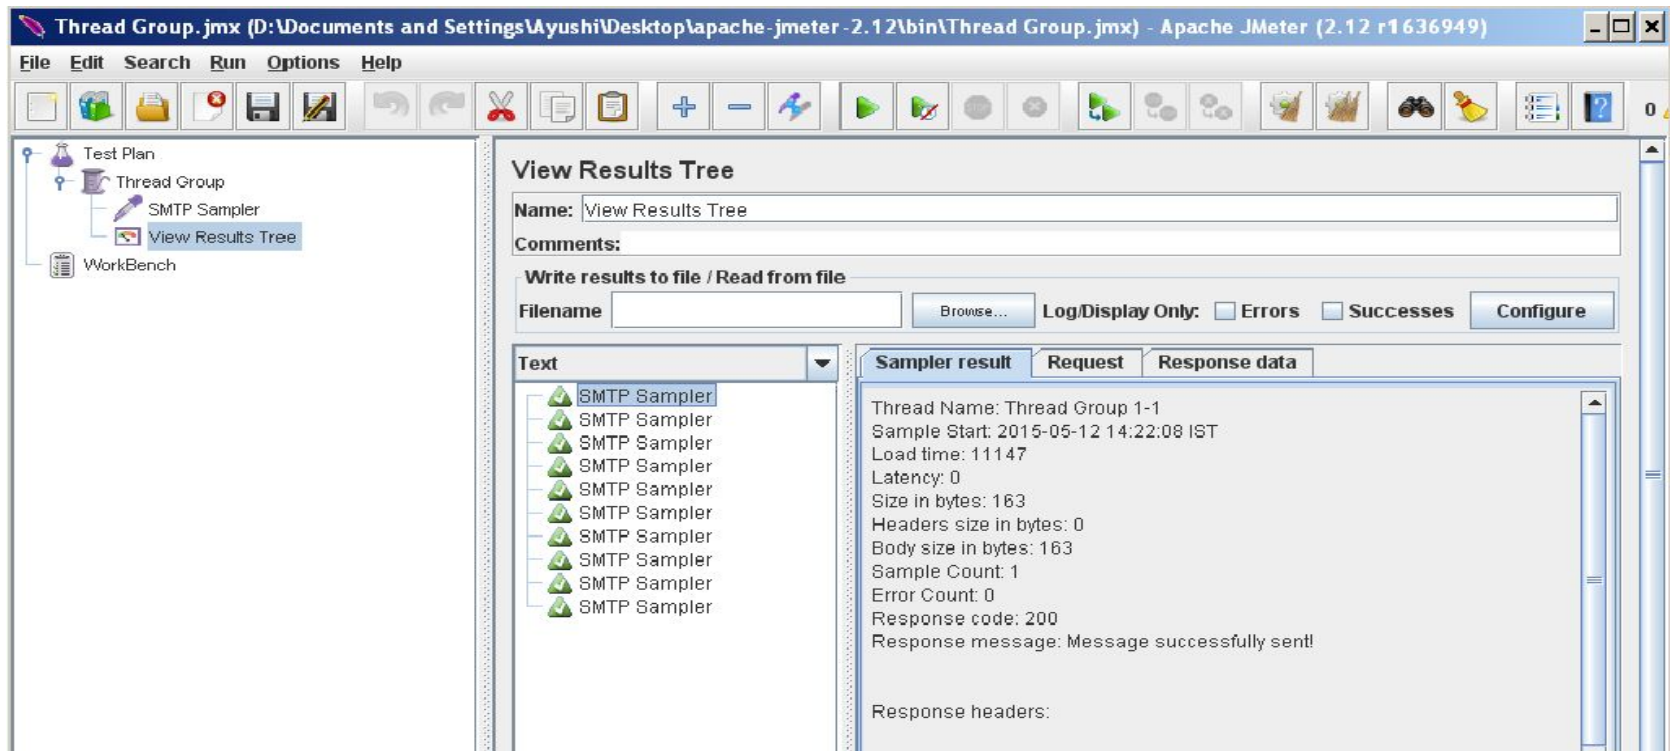 Thread Group.jmx (D:\Documents and Settings\Ayushi\Desktop\apache-jmeter-2.12\bin\Thread Group.jmx) - Apache JMeter (2.12 r1636949)
File Edit Search Run Options Help
0
Test Plan
Thread Group
SMTP Sampler
View Results Tree
WorkBench
View Results Tree
Name: View Results Tree
Comments:
Write results to file / Read from file
Filename Browse... Log/Display Only: Errors Successes Configure
Text
SMTP Sampler
SMTP Sampler
SMTP Sampler
SMTP Sampler
SMTP Sampler
SMTP Sampler
SMTP Sampler
SMTP Sampler
SMTP Sampler
SMTP Sampler
Sampler result Request Response data
Thread Name: Thread Group 1-1
Sample Start: 2015-05-12 14:22:08 IST
Load time: 11147
Latency: 0
Size in bytes: 163
Headers size in bytes: 0
Body size in bytes: 163
Sample Count: 1
Error Count: 0
Response code: 200
Response message: Message successfully sent!
Response headers: